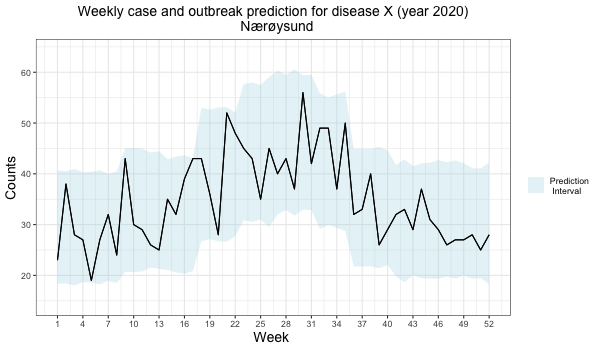 Weekly case and outbreak prediction for disease X (year 2020)
Nærøysund
Counts
60
50
40
30
20
1 4 7 10 13 16 19 22 25 28 31 34 37 40 43 46 49 52
Week
Prediction
Interval